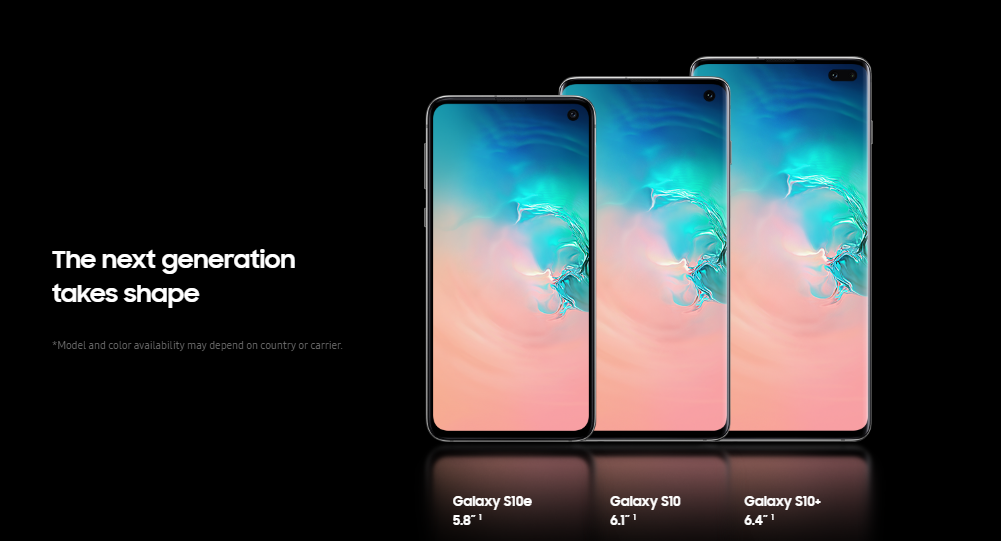 The next generation
takes shape
*Model and color availability may depend on country or carrier.
Galaxy S10e
5.8" 1
Galaxy S10
6.1" 1
Galaxy S10+
6.4" 1